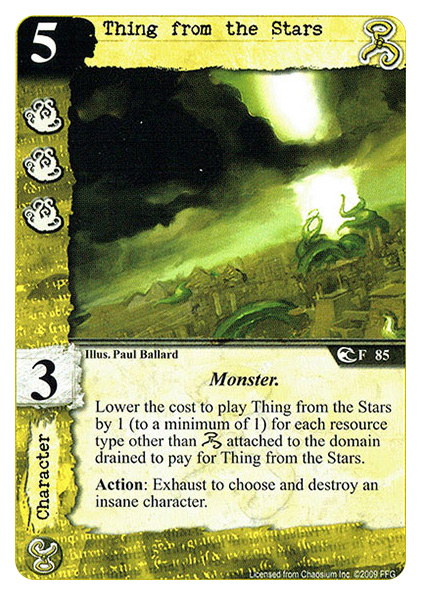 5
Thing from the Stars
Illus. Paul Ballard
F 85
3
Monster.
Lower the cost to play Thing from the Stars
by 1 (to a minimum of 1) for each resource
type other than attached to the domain
drained to pay for Thing from the Stars.
Action: Exhaust to choose and destroy an
insane character.
Character
Licensed from Chaosium Inc. ©2009 FFG